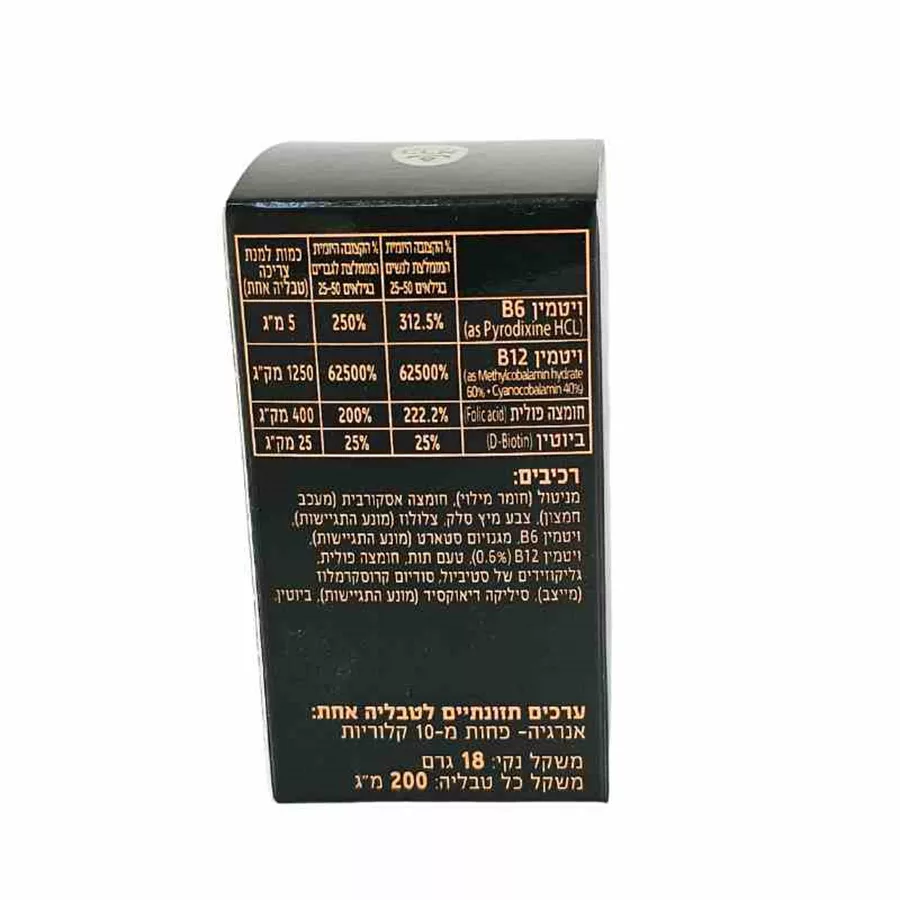 % הקצובה היומית המומלצת לנשים בגילאים 25-50 | % הקצובה היומית המומלצת לגברים בגילאים 25-50 | כמות למנת צריכה (טבליה אחת)
ויטמין B6 (as Pyrodixine HCL) | 312.5% | 250% | 5 מ"ג
ויטמין B12 (as Methylcobalamin hydrate 60% • Cyanocobalamin 40%) | 62500% | 62500% | 1250 מק"ג
חומצה פולית (Folic acid) | 222.2% | 200% | 400 מק"ג
ביוטין (D-Biotin) | 25% | 25% | 25 מק"ג
רכיבים:
מניטול (חומר מילוי), חומצה אסקורבית (מעכב
חמצון), צבע מיץ סלק, צלולוז (מונע התגיישות),
ויטמין B6, מגנזיום סטארט (מונע התגיישות),
ויטמין B12 (0.6%), טעם תות, חומצה פולית,
גליקוזידים של סטיביול, סודיום קרוסקרמלוז
(מייצב), סיליקה דיאוקסיד (מונע התגיישות), ביוטין.
ערכים תזונתיים לטבליה אחת:
אנרגיה- פחות מ-10 קלוריות
משקל נקי: 18 גרם
משקל כל טבליה: 200 מ"ג